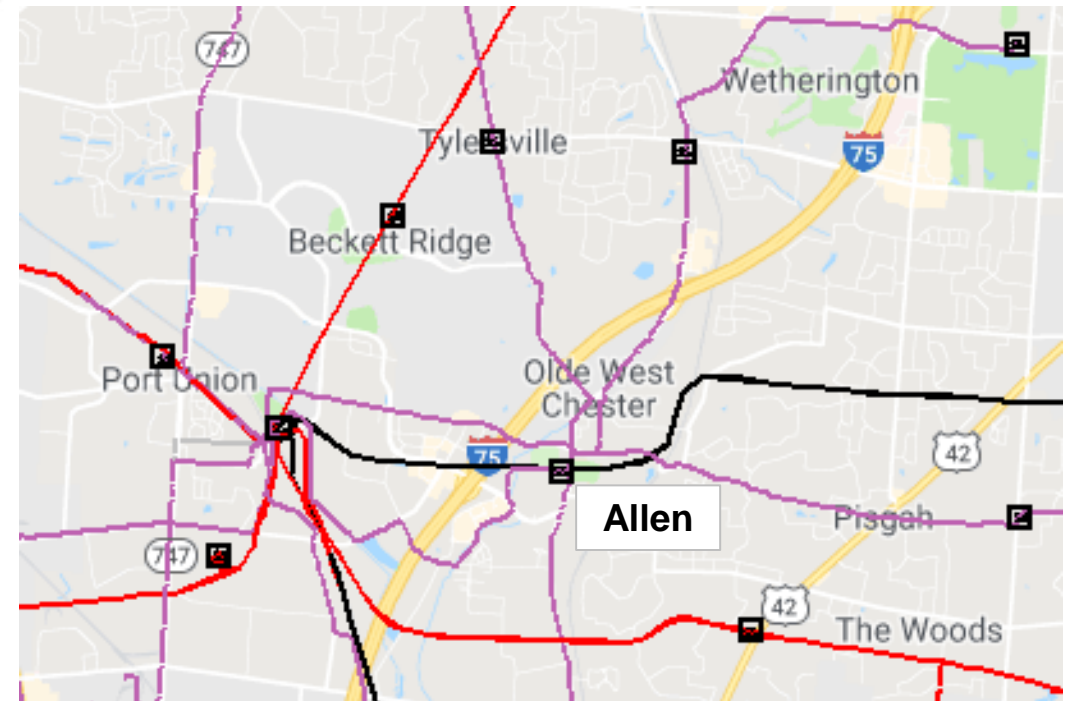 747
Wetherington
Tylersville
75
Beckett Ridge
Olde West
Chester
Port Union
75
42
Allen
Pisgah
747
42
The Woods